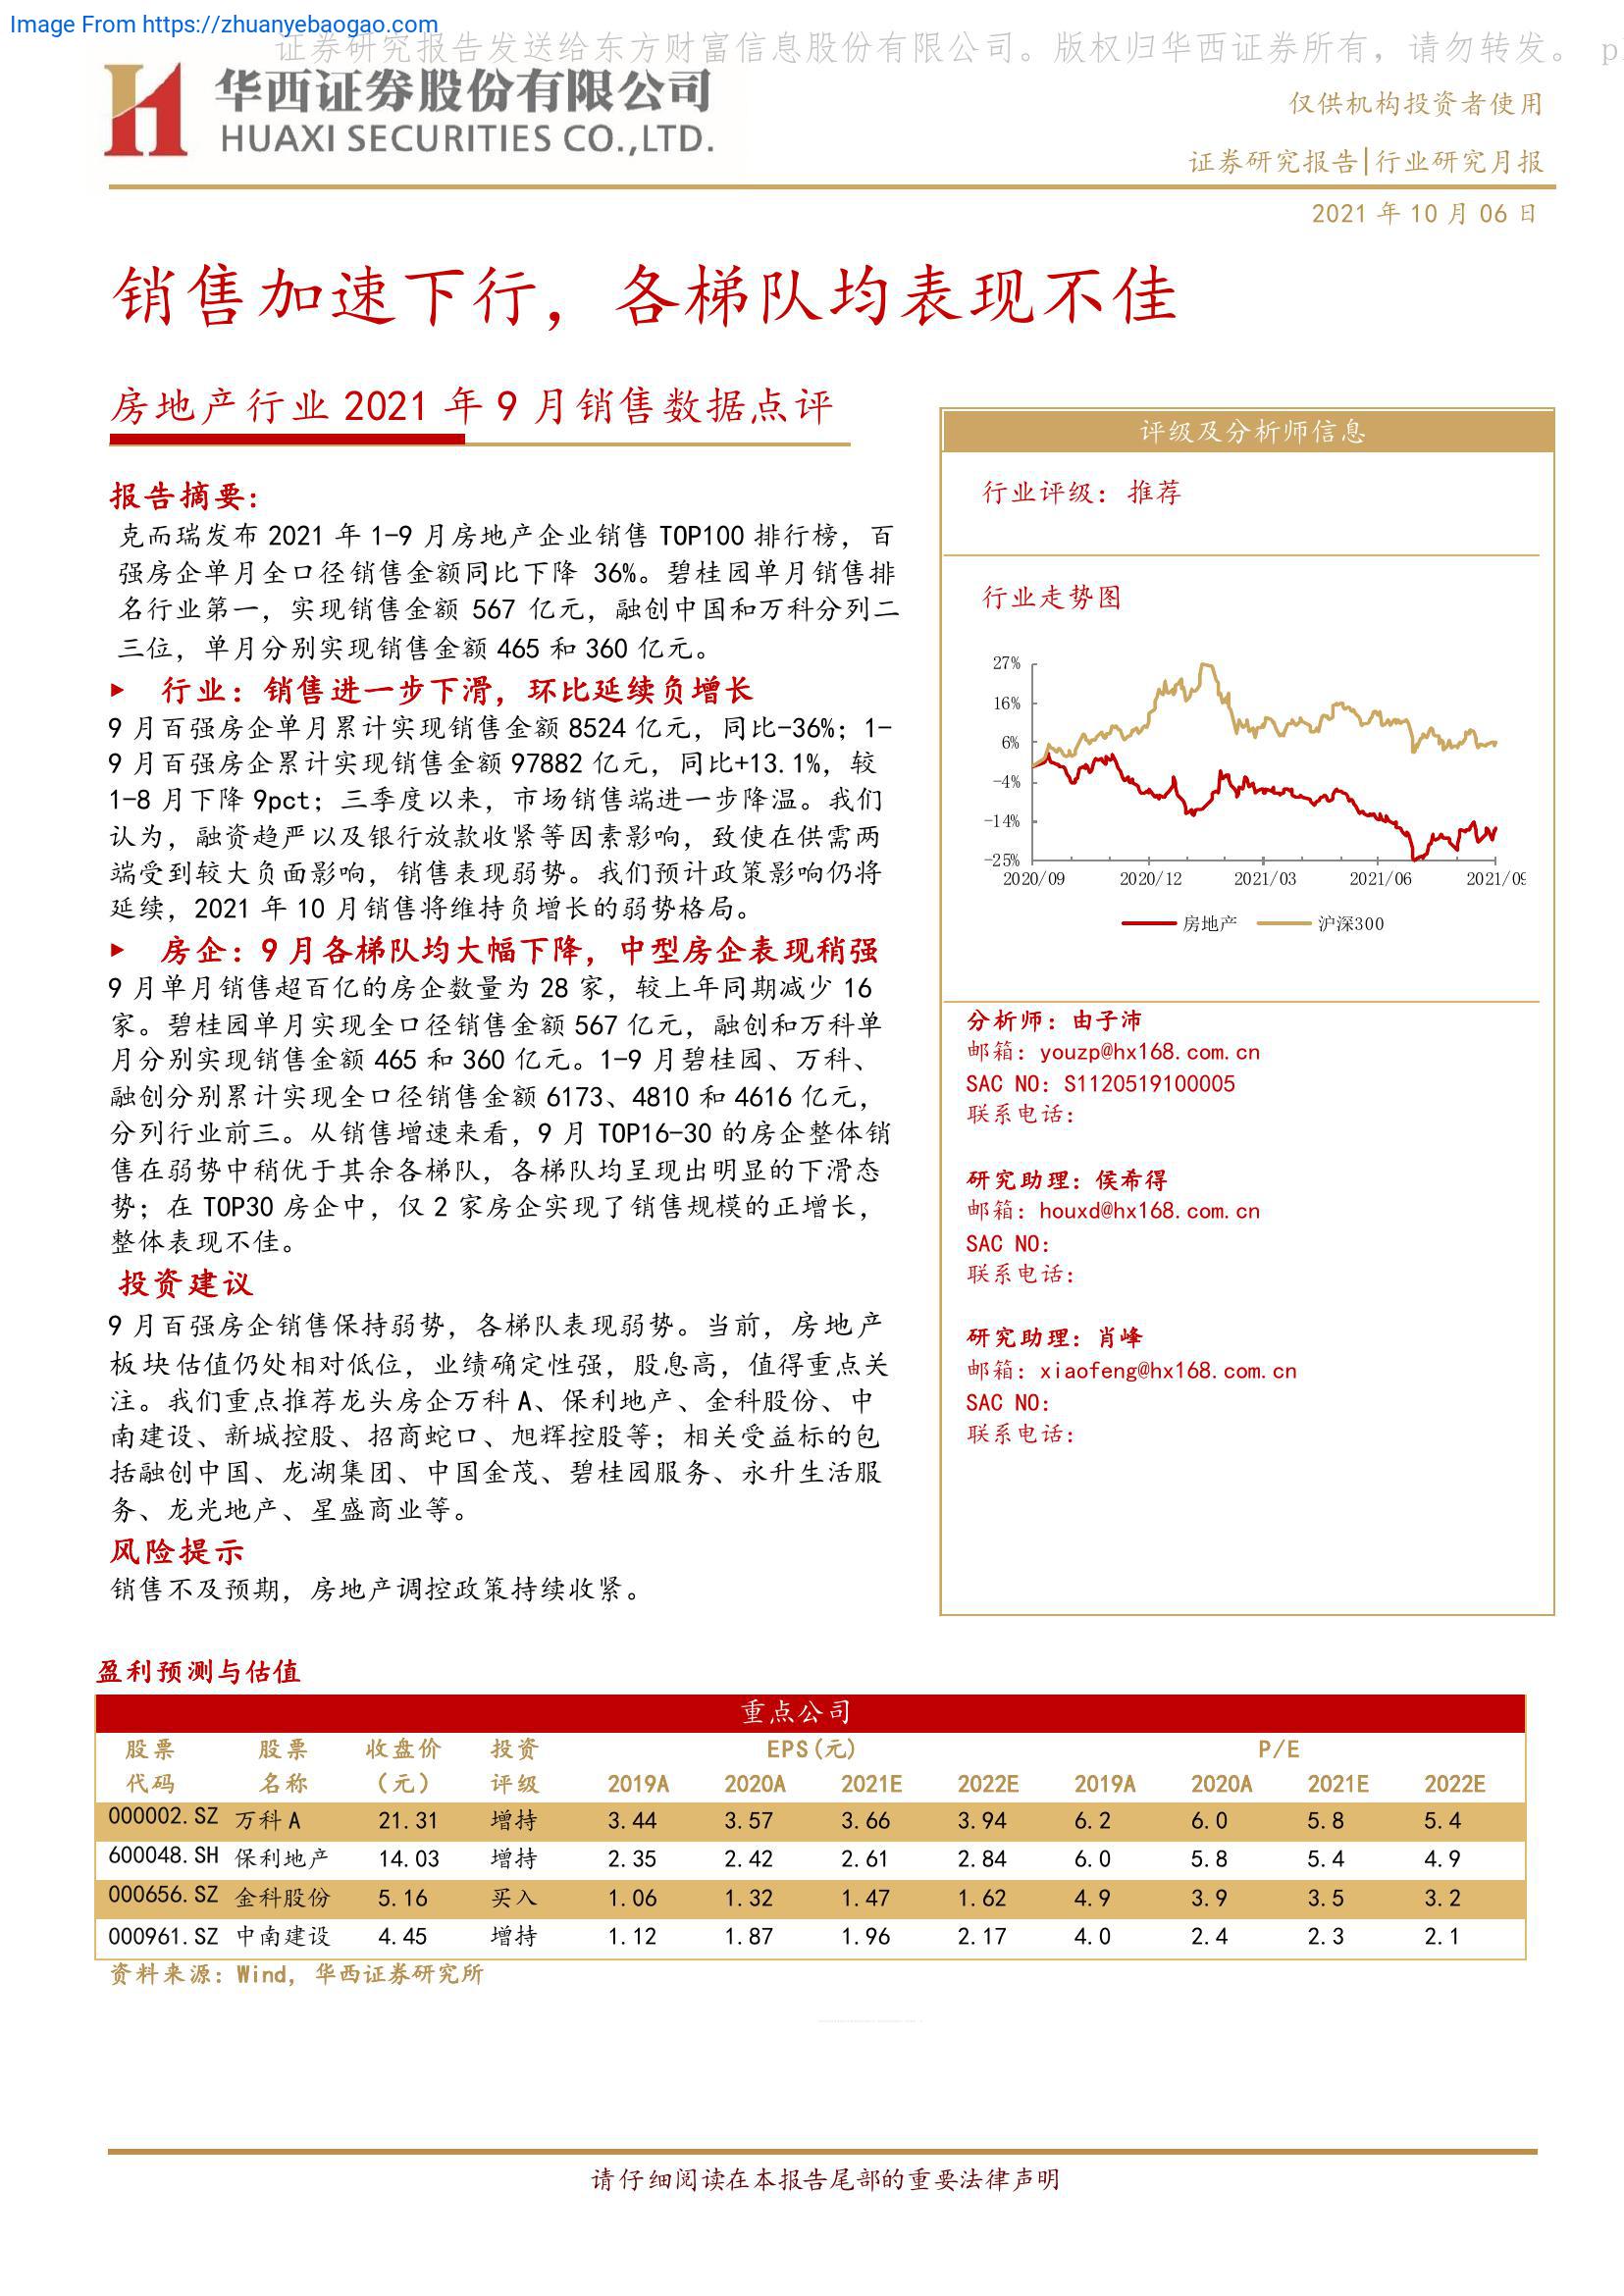 Image From https://zhuanyebaogao.com
证券研究报告发送给东方财富信息股份有限公司。版权归华西证券所有，请勿转发。 p
华西证券股份有限公司
HUAXI SECURITIES CO.,LTD.
仅供机构投资者使用
证券研究报告|行业研究月报
2021 年 10 月 06 日
销售加速下行，各梯队均表现不佳
房地产行业 2021 年 9 月销售数据点评
报告摘要：
克而瑞发布 2021 年 1-9 月房地产企业销售 TOP100 排行榜，百
强房企单月全口径销售金额同比下降 36%。碧桂园单月销售排
名行业第一，实现销售金额 567 亿元，融创中国和万科分列二
三位，单月分别实现销售金额 465 和 360 亿元。
▶ 行业：销售进一步下滑，环比延续负增长
9 月百强房企单月累计实现销售金额 8524 亿元，同比-36%；1-
9 月百强房企累计实现销售金额 97882 亿元，同比+13.1%，较
1-8 月下降 9pct；三季度以来，市场销售端进一步降温。我们
认为，融资趋严以及银行放款收紧等因素影响，致使在供需两
端受到较大负面影响，销售表现弱势。我们预计政策影响仍将
延续，2021 年 10 月销售将维持负增长的弱势格局。
▶ 房企：9 月各梯队均大幅下降，中型房企表现稍强
9 月单月销售超百亿的房企数量为 28 家，较上年同期减少 16
家。碧桂园单月实现全口径销售金额 567 亿元，融创和万科单
月分别实现销售金额 465 和 360 亿元。1-9 月碧桂园、万科、
融创分别累计实现全口径销售金额 6173、4810 和 4616 亿元，
分列行业前三。从销售增速来看，9 月 TOP16-30 的房企整体销
售在弱势中稍优于其余各梯队，各梯队均呈现出明显的下滑态
势；在 TOP30 房企中，仅 2 家房企实现了销售规模的正增长，
整体表现不佳。
投资建议
9 月百强房企销售保持弱势，各梯队表现弱势。当前，房地产
板块估值仍处相对低位，业绩确定性强，股息高，值得重点关
注。我们重点推荐龙头房企万科 A、保利地产、金科股份、中
南建设、新城控股、招商蛇口、旭辉控股等；相关受益标的包
括融创中国、龙湖集团、中国金茂、碧桂园服务、永升生活服
务、龙光地产、星盛商业等。
风险提示
销售不及预期，房地产调控政策持续收紧。
评级及分析师信息
行业评级： 推荐
行业走势图
27%
16%
6%
-4%
-14%
-25%
2020/09 2020/12 2021/03 2021/06 2021/09
房地产 沪深300
分析师：由子沛
邮箱：youzp@hx168.com.cn
SAC NO：S1120519100005
联系电话：
研究助理：侯希得
邮箱：houxd@hx168.com.cn
SAC NO：
联系电话：
研究助理：肖峰
邮箱：xiaofeng@hx168.com.cn
SAC NO：
联系电话：
盈利预测与估值
重点公司
股票 股票 收盘价 投资 EPS(元) P/E
代码 名称 （元） 评级 2019A 2020A 2021E 2022E 2019A 2020A 2021E 2022E
000002.SZ 万科 A 21.31 增持 3.44 3.57 3.66 3.94 6.2 6.0 5.8 5.4
600048.SH 保利地产 14.03 增持 2.35 2.42 2.61 2.84 6.0 5.8 5.4 4.9
000656.SZ 金科股份 5.16 买入 1.06 1.32 1.47 1.62 4.9 3.9 3.5 3.2
000961.SZ 中南建设 4.45 增持 1.12 1.87 1.96 2.17 4.0 2.4 2.3 2.1
资料来源：Wind，华西证券研究所
请仔细阅读在本报告尾部的重要法律声明